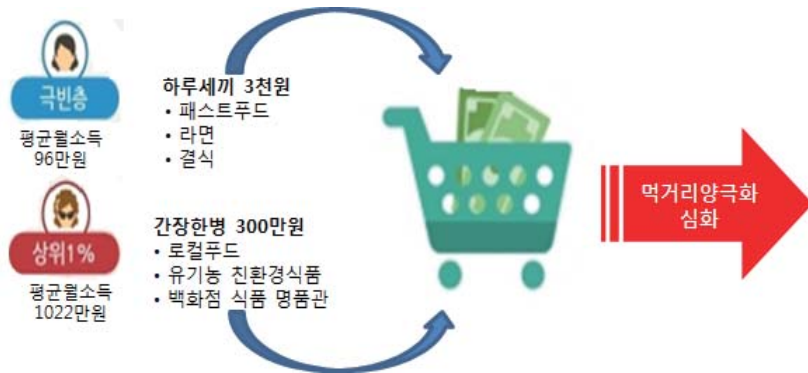 극빈층
평균월소득
96만원
하루세끼 3천원
• 패스트푸드
• 라면
• 결식
상위1%
평균월소득
1022만원
간장한병 300만원
• 로컬푸드
• 유기농 친환경식품
• 백화점 식품 명품관
먹거리양극화
심화